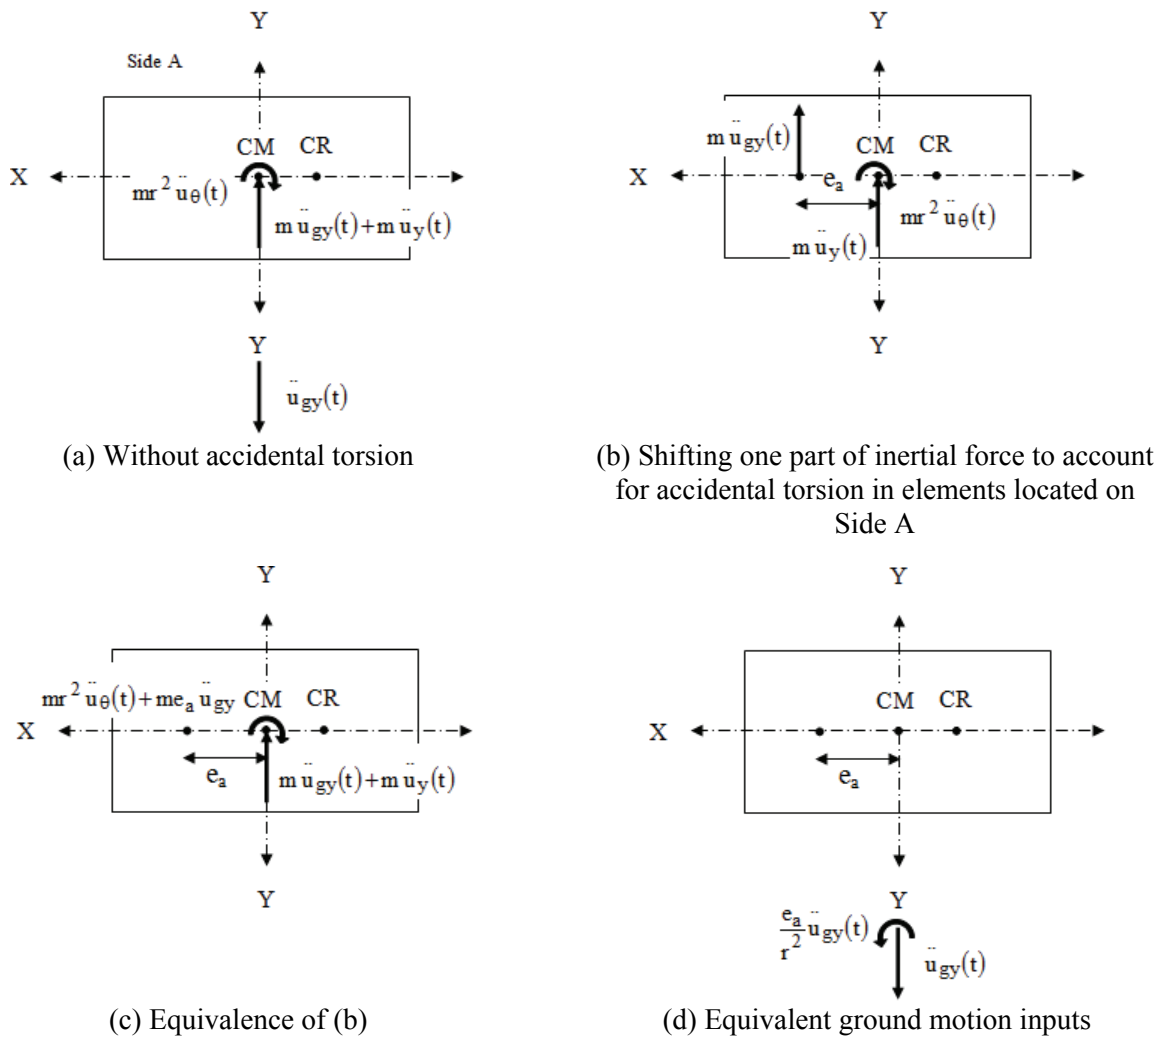 Y
Side A
CM CR
X
mr² ü_θ(t)
m ü_gy(t)+m ü_y(t)
Y
ü_gy(t)
(a) Without accidental torsion
Y
m ü_gy(t)
CM CR
X
e_a
mr² ü_θ(t)
m ü_y(t)
Y
(b) Shifting one part of inertial force to account
for accidental torsion in elements located on
Side A
Y
mr² ü_θ(t)+me_a ü_gy CM CR
X
e_a
m ü_gy(t)+m ü_y(t)
Y
(c) Equivalence of (b)
Y
CM CR
X
e_a
Y
e_a/r² ü_gy(t)
ü_gy(t)
(d) Equivalent ground motion inputs